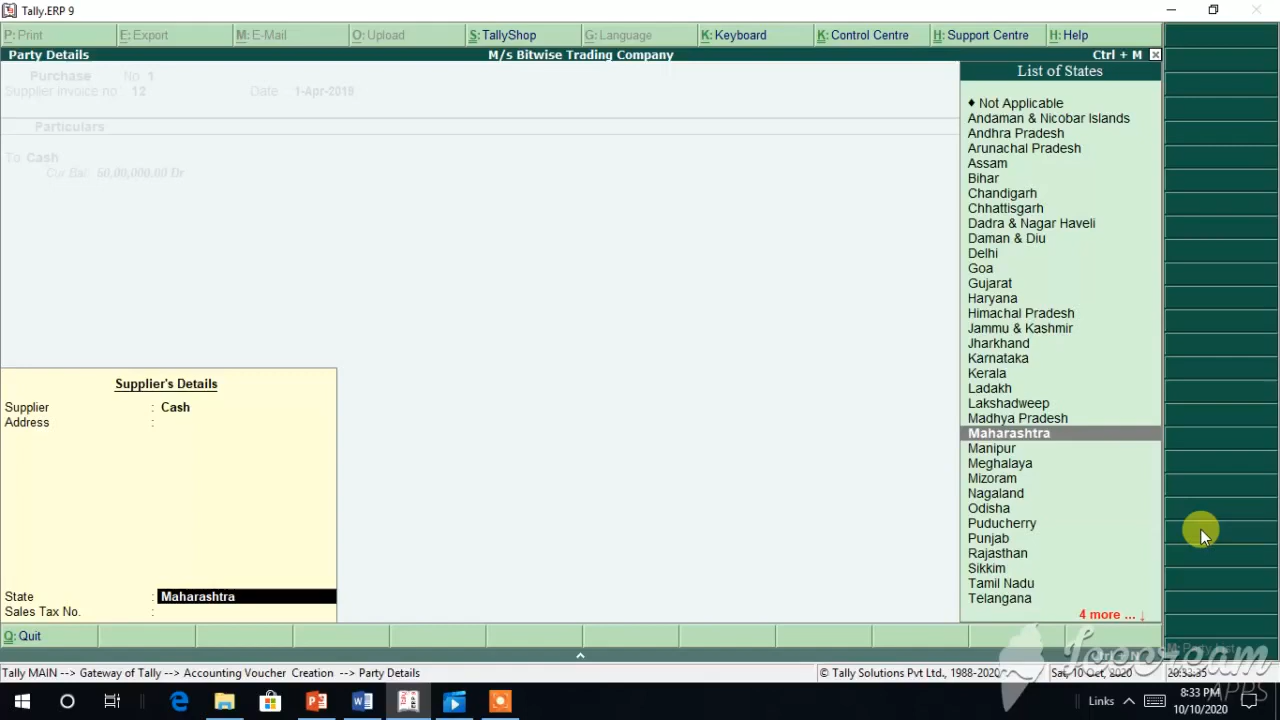 Tally.ERP 9
P: Print
E: Export
M: E-Mail
O: Upload
S: TallyShop
G: Language
K: Keyboard
K: Control Centre
H: Support Centre
H: Help
Party Details
M/s Bitwise Trading Company
Ctrl + M
Purchase No. 1
Supplier invoice no : 12
Date : 1-Apr-2019
Particulars
To Cash
Cur Bal: 60,00,000.00 Dr
List of States
♦ Not Applicable
Andaman & Nicobar Islands
Andhra Pradesh
Arunachal Pradesh
Assam
Bihar
Chandigarh
Chhattisgarh
Dadra & Nagar Haveli
Daman & Diu
Delhi
Goa
Gujarat
Haryana
Himachal Pradesh
Jammu & Kashmir
Jharkhand
Karnataka
Kerala
Ladakh
Lakshadweep
Madhya Pradesh
Maharashtra
Manipur
Meghalaya
Mizoram
Nagaland
Odisha
Puducherry
Punjab
Rajasthan
Sikkim
Tamil Nadu
Telangana
4 more ... ↓
Supplier's Details
Supplier : Cash
Address :
State : Maharashtra
Sales Tax No. :
Q: Quit
Tally MAIN --> Gateway of Tally --> Accounting Voucher Creation --> Party Details
© Tally Solutions Pvt Ltd., 1988-2020
Sat, 10 Oct, 2020
20:33:35
Icecream
APPS
Links
8:33 PM
10/10/2020